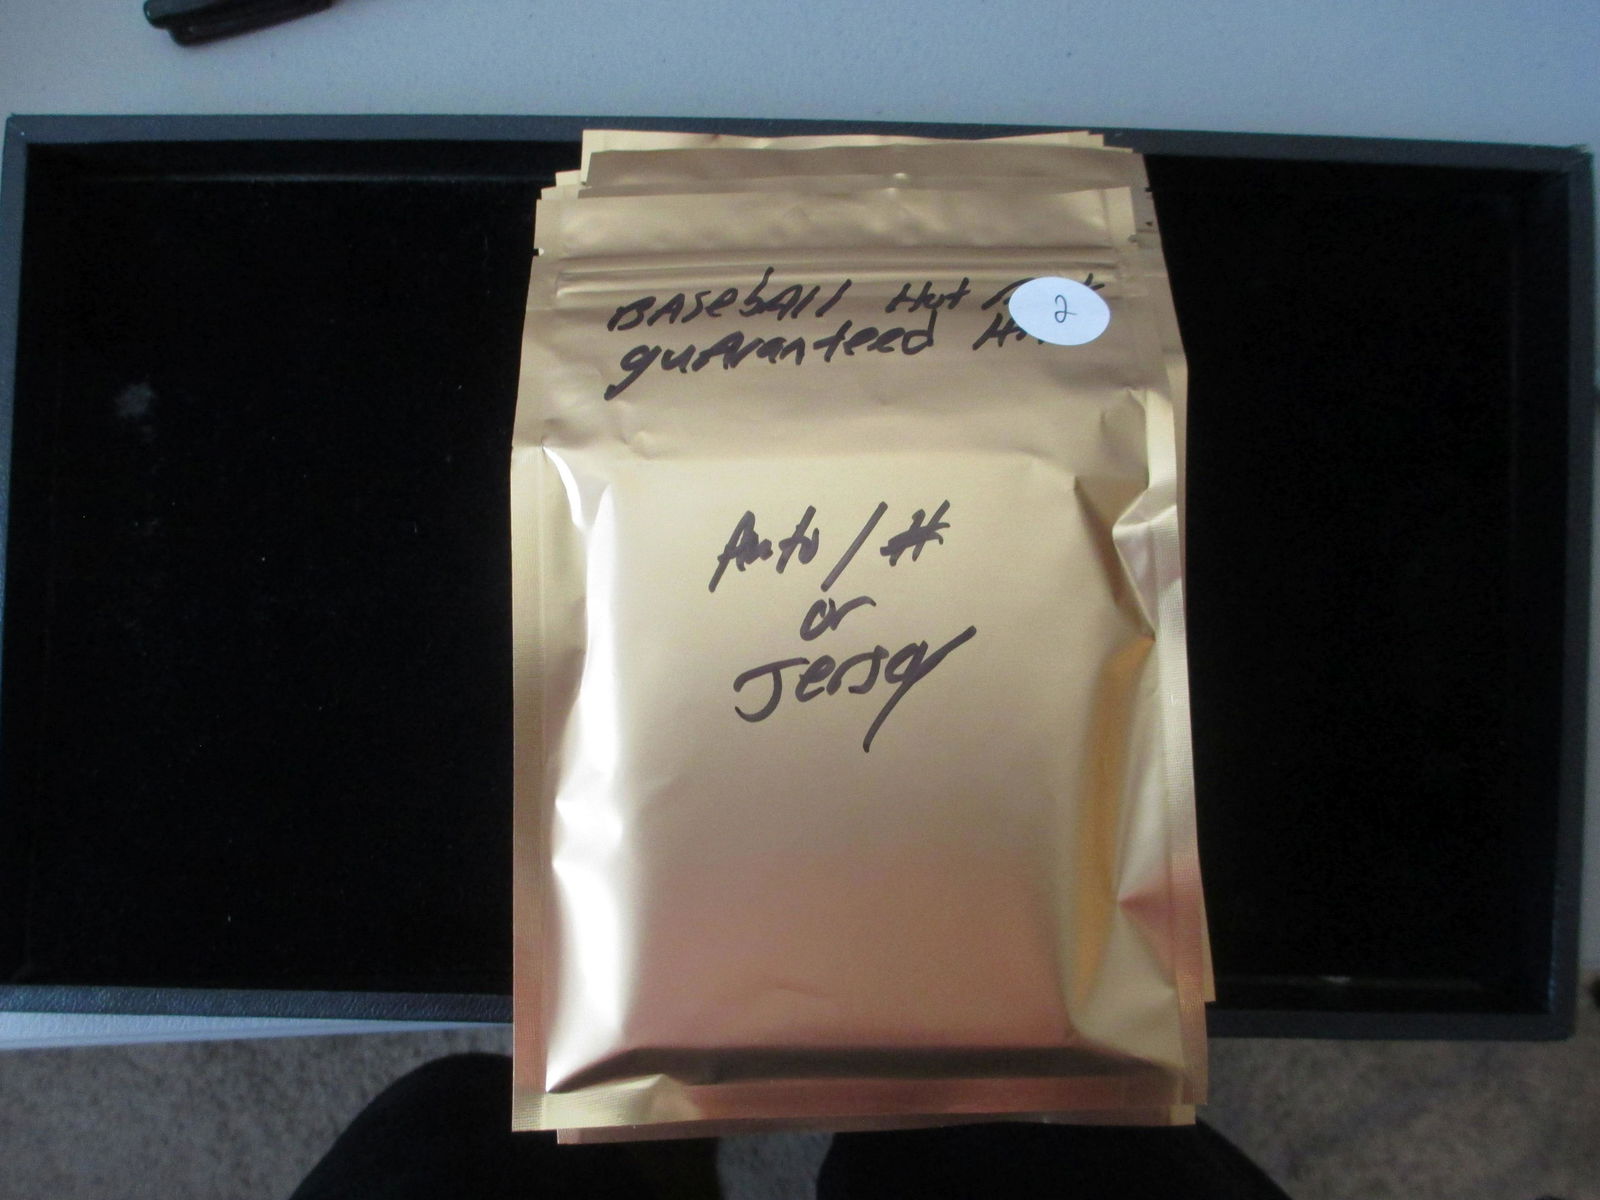 BASEbAll Hot
guaranteed
2
Auto / #
or
Jersey